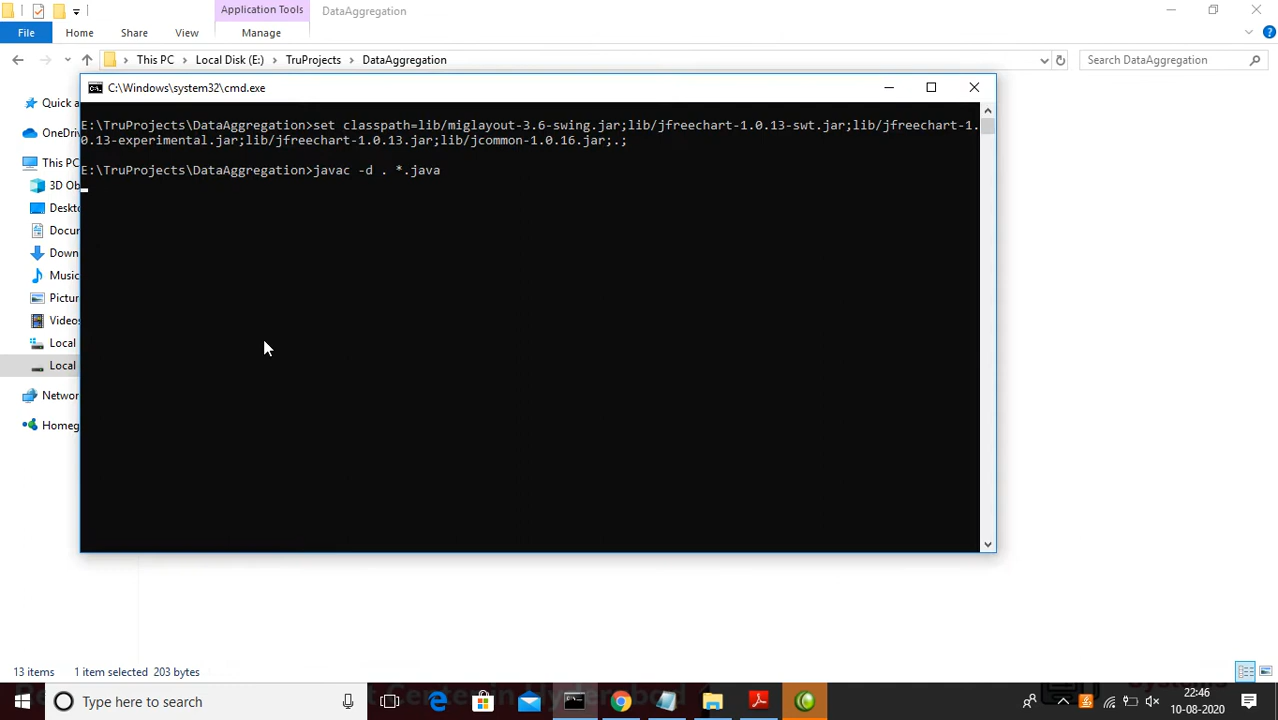 Application Tools
DataAggregation
File
Home
Share
View
Manage
This PC
Local Disk (E:)
TruProjects
DataAggregation
Search DataAggregation
C:\Windows\system32\cmd.exe
E:\TruProjects\DataAggregation>set classpath=lib/miglayout-3.6-swing.jar;lib/jfreechart-1.0.13-swt.jar;lib/jfreechart-1.
0.13-experimental.jar;lib/jfreechart-1.0.13.jar;lib/jcommon-1.0.16.jar;.;
E:\TruProjects\DataAggregation>javac -d . *.java
Quick a
OneDriv
This PC
3D Ob
Deskto
Docur
Down
Music
Picture
Videos
Local
Local
Networ
Homeg
13 items
1 item selected 203 bytes
Type here to search
22:46
10-08-2020